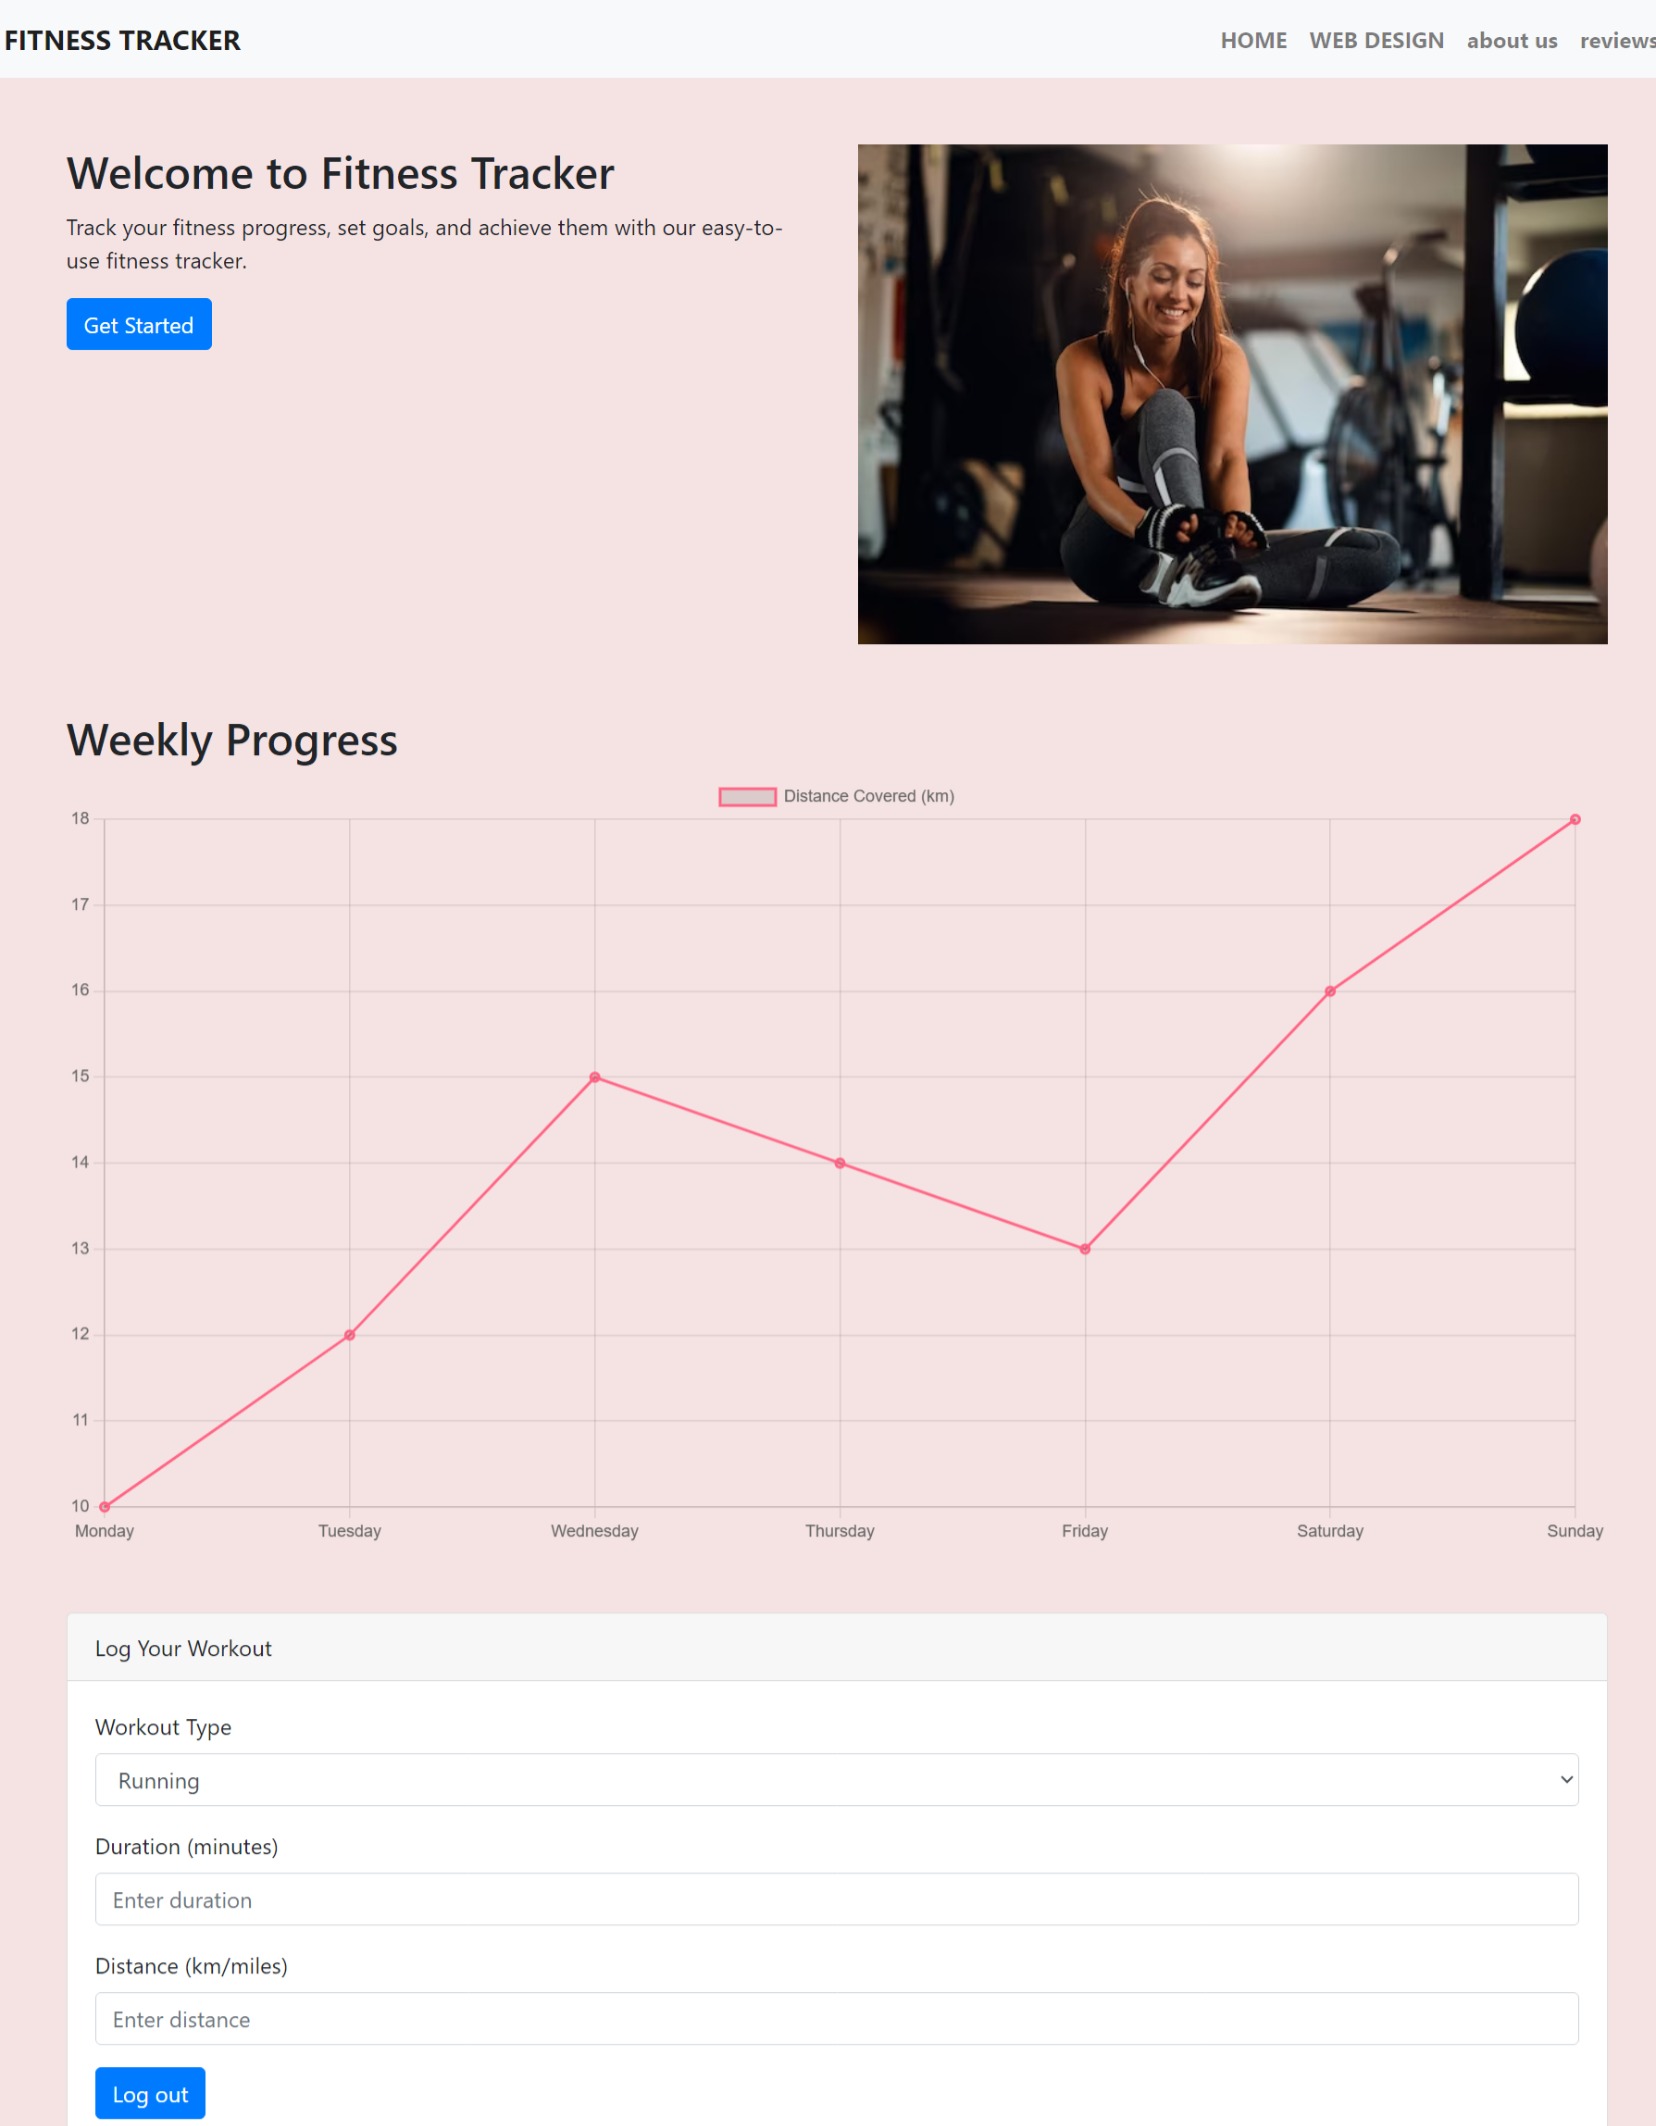 FITNESS TRACKER
HOME WEB DESIGN about us reviews
Welcome to Fitness Tracker
Track your fitness progress, set goals, and achieve them with our easy-to-
use fitness tracker.
Get Started
Weekly Progress
Distance Covered (km)
18
17
16
15
14
13
12
11
10
Monday Tuesday Wednesday Thursday Friday Saturday Sunday
Log Your Workout
Workout Type
Running
Duration (minutes)
Enter duration
Distance (km/miles)
Enter distance
Log out